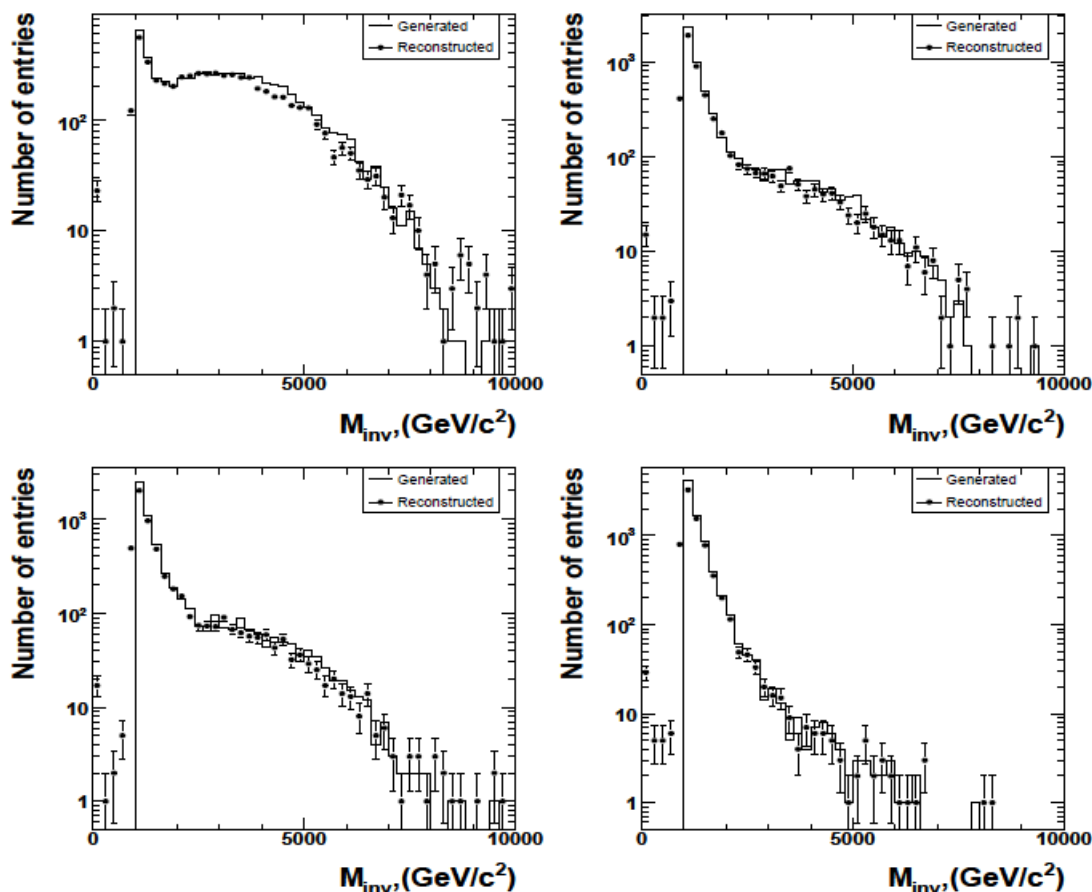 Number of entries
Generated
Reconstructed
10²
10
1
0 5000 10000
M_inv,(GeV/c²)
Number of entries
Generated
Reconstructed
10³
10²
10
1
0 5000 10000
M_inv,(GeV/c²)
Number of entries
Generated
Reconstructed
10³
10²
10
1
0 5000 10000
M_inv,(GeV/c²)
Number of entries
Generated
Reconstructed
10³
10²
10
1
0 5000 10000
M_inv,(GeV/c²)